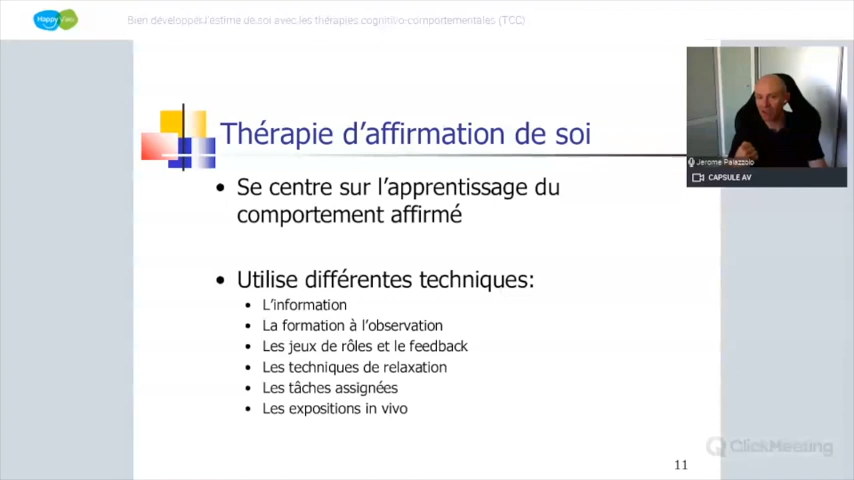 Happy Visio
Bien développer l'estime de soi avec les thérapies cognitivo-comportementales (TCC)
Thérapie d'affirmation de soi
• Se centre sur l'apprentissage du
comportement affirmé
• Utilise différentes techniques:
• L'information
• La formation à l'observation
• Les jeux de rôles et le feedback
• Les techniques de relaxation
• Les tâches assignées
• Les expositions in vivo
Jerome Palazzolo
CAPSULE AV
11
ClickMeeting